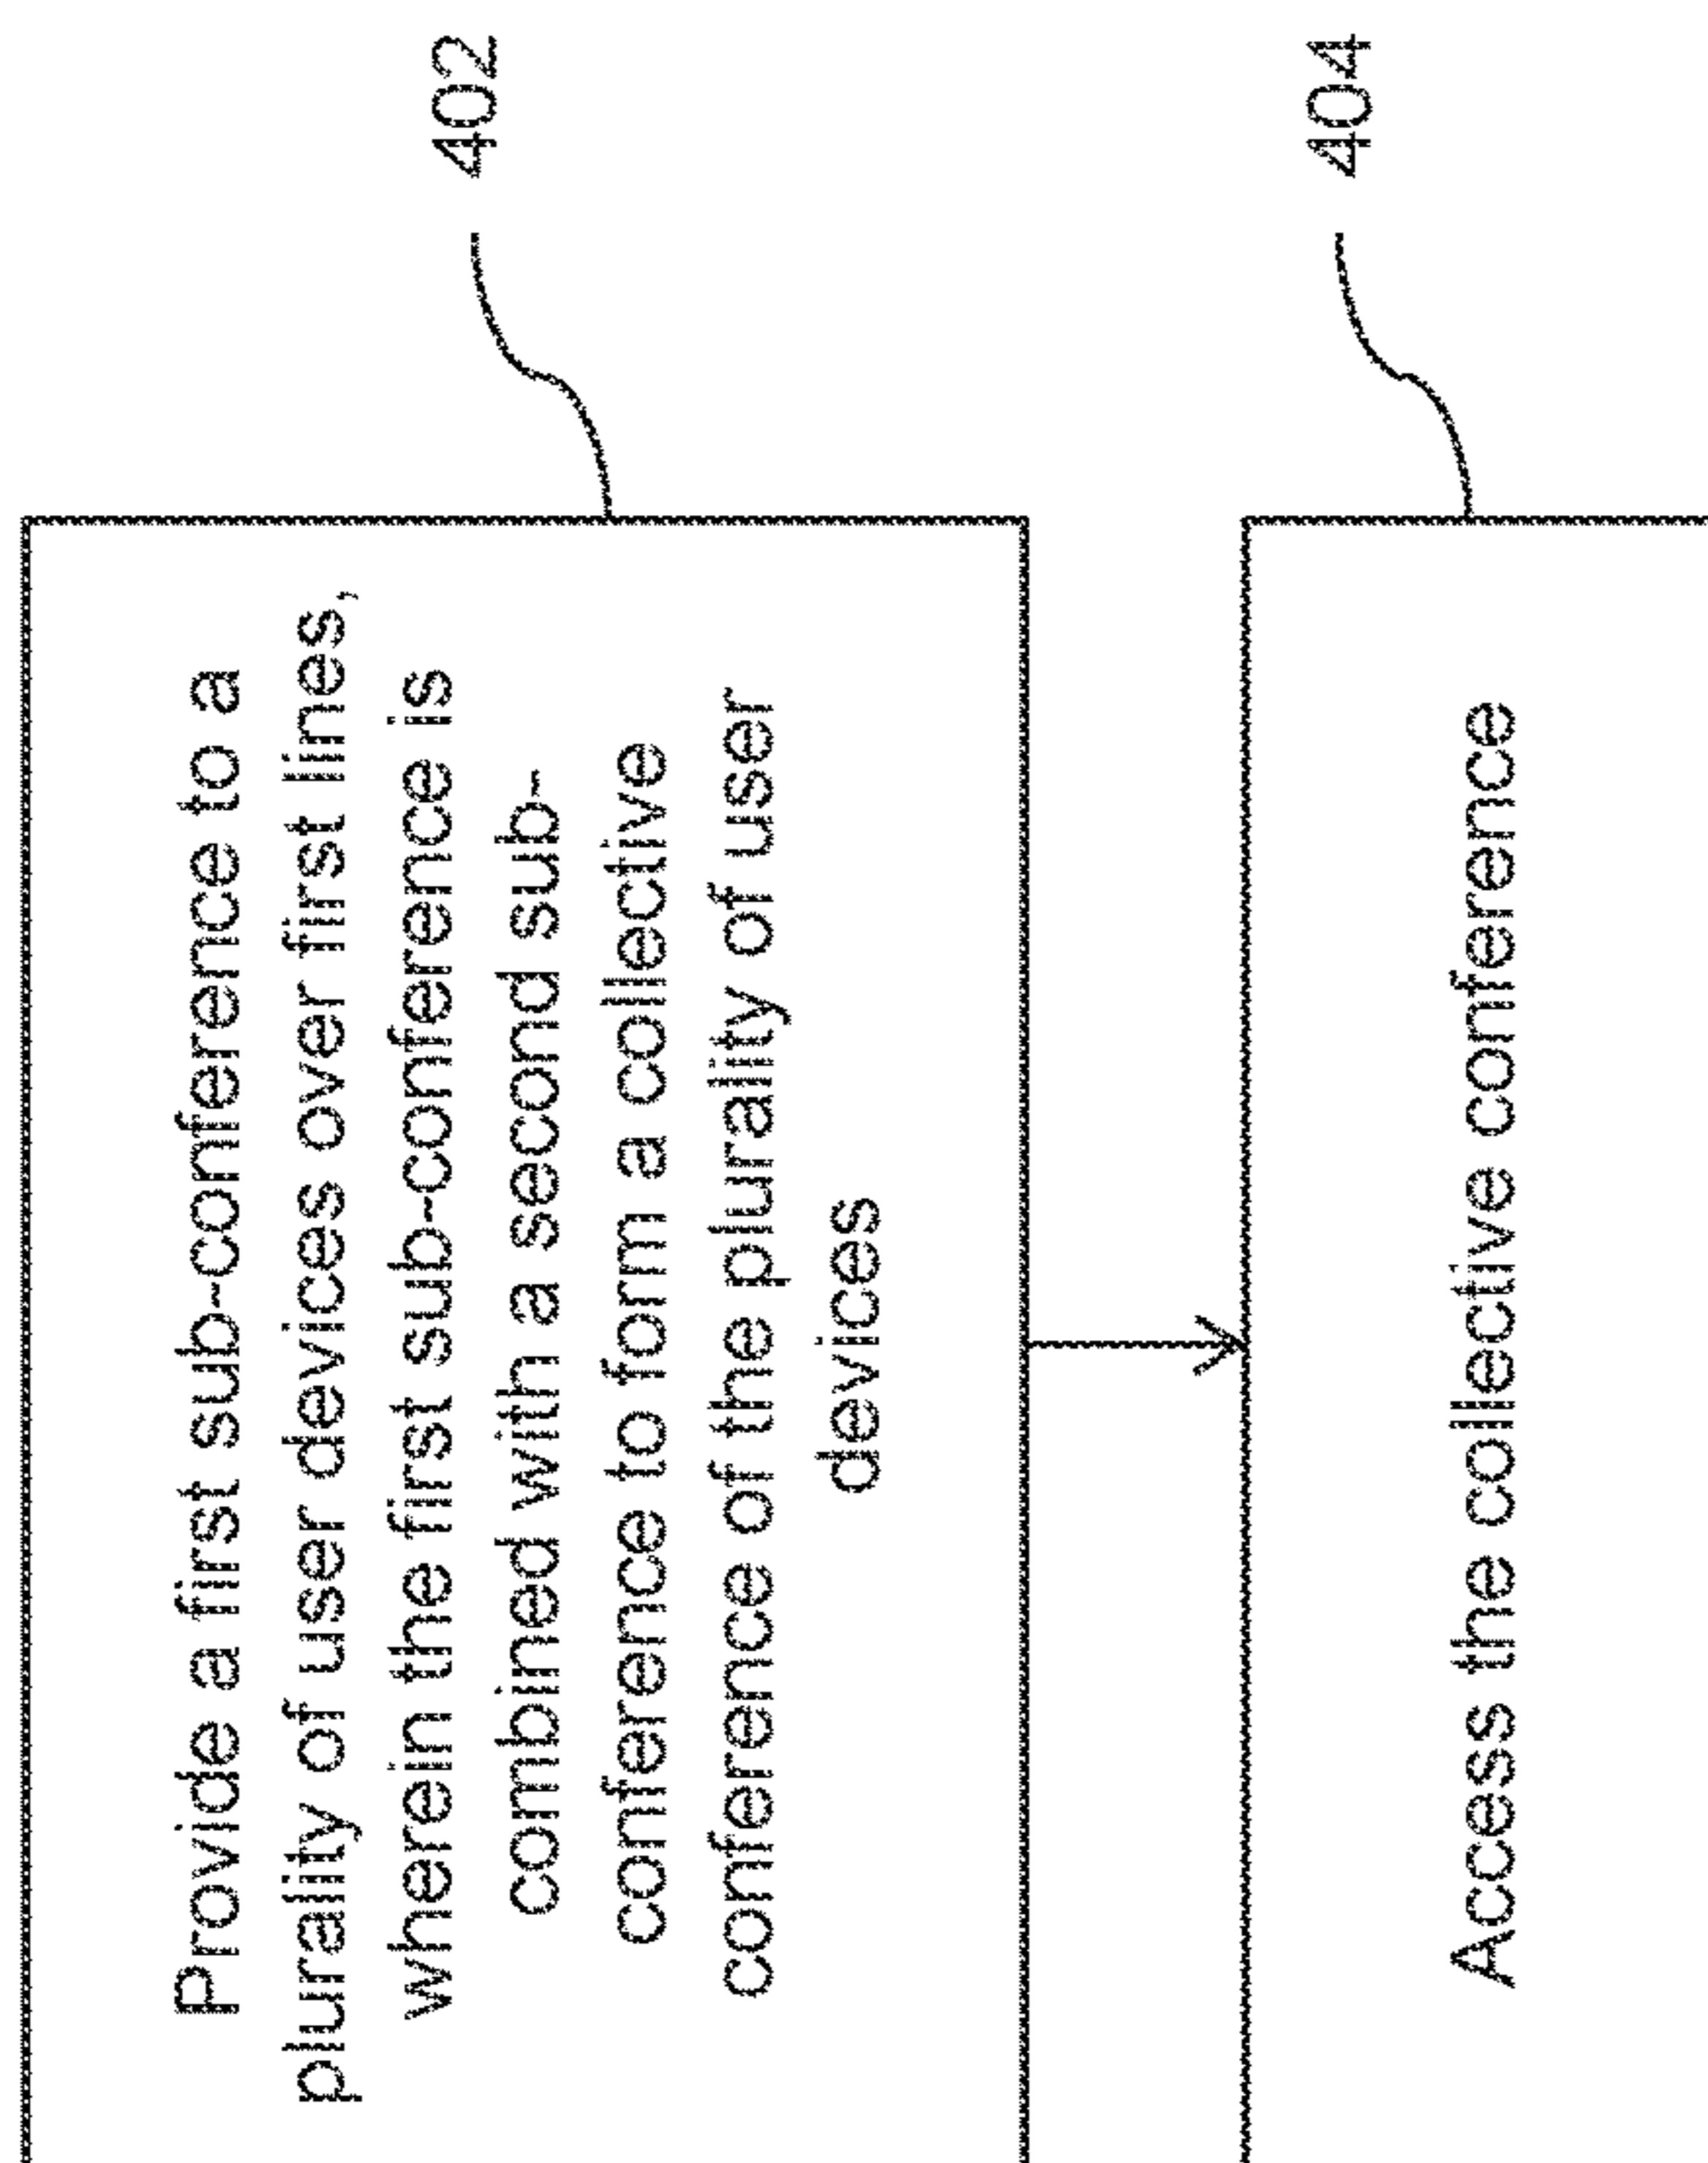 Provide a first sub-conference to a
plurality of user devices over first lines,
wherein the first sub-conference is
combined with a second sub-
conference to form a collective
conference of the plurality of user
devices
402
Access the collective conference
404